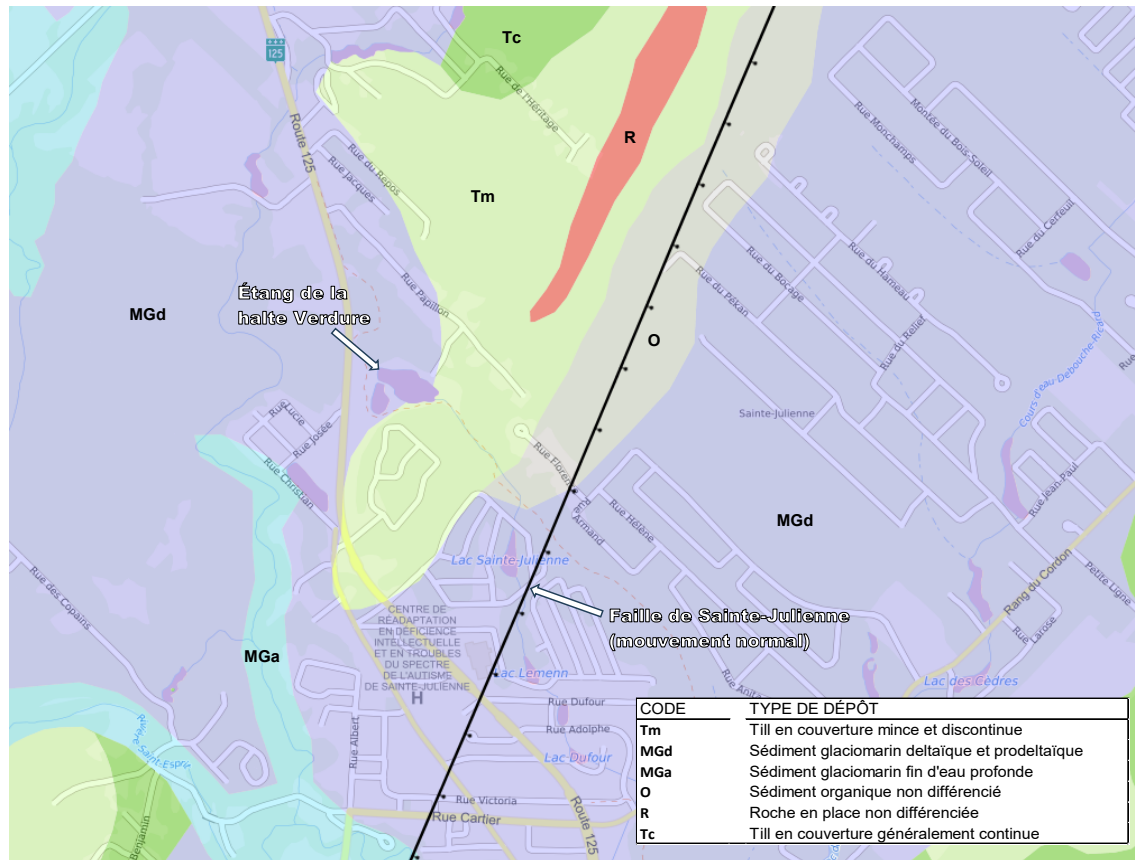 Tc
125
Rue de l'Héritage
R
Rue Monchamps
Montée du Bois-Soleil
Route 125
Rue du Repos
Rue Jacques
Tm
Rue du Cerfeuil
Rue du Bocage
Rue du Hameau
Rue du Pékan
Rue Papillon
Étang de la
halte Verdure
MGd
O
Rue du Relief
Sainte-Julienne
Rue Lucie
Rue Josée
Rue Christian
Rue Floren
Rue Armand
Rue Hélène
MGd
Rue Jean-Paul
Lac Sainte-Julienne
Rang du Cordon
Petite Ligne
Rue des Copains
CENTRE DE
RÉADAPTATION
EN DÉFICIENCE
INTELLECTUELLE
ET EN TROUBLES
DU SPECTRE
DE L'AUTISME
DE SAINTE-JULIENNE
H
Faille de Sainte-Julienne
(mouvement normal)
Rue Larose
MGa
Lac Lemenn
Lac des Cèdres
Rue Dufour
Rue Adolphe
Rue Albert
Lac Dufour
Rivière Saint-Esprit
Rue Victoria
Rue Cartier
Route 125
Benjamin
CODE TYPE DE DÉPÔT
Tm Till en couverture mince et discontinue
MGd Sédiment glaciomarin deltaïque et prodeltaïque
MGa Sédiment glaciomarin fin d'eau profonde
O Sédiment organique non différencié
R Roche en place non différenciée
Tc Till en couverture généralement continue